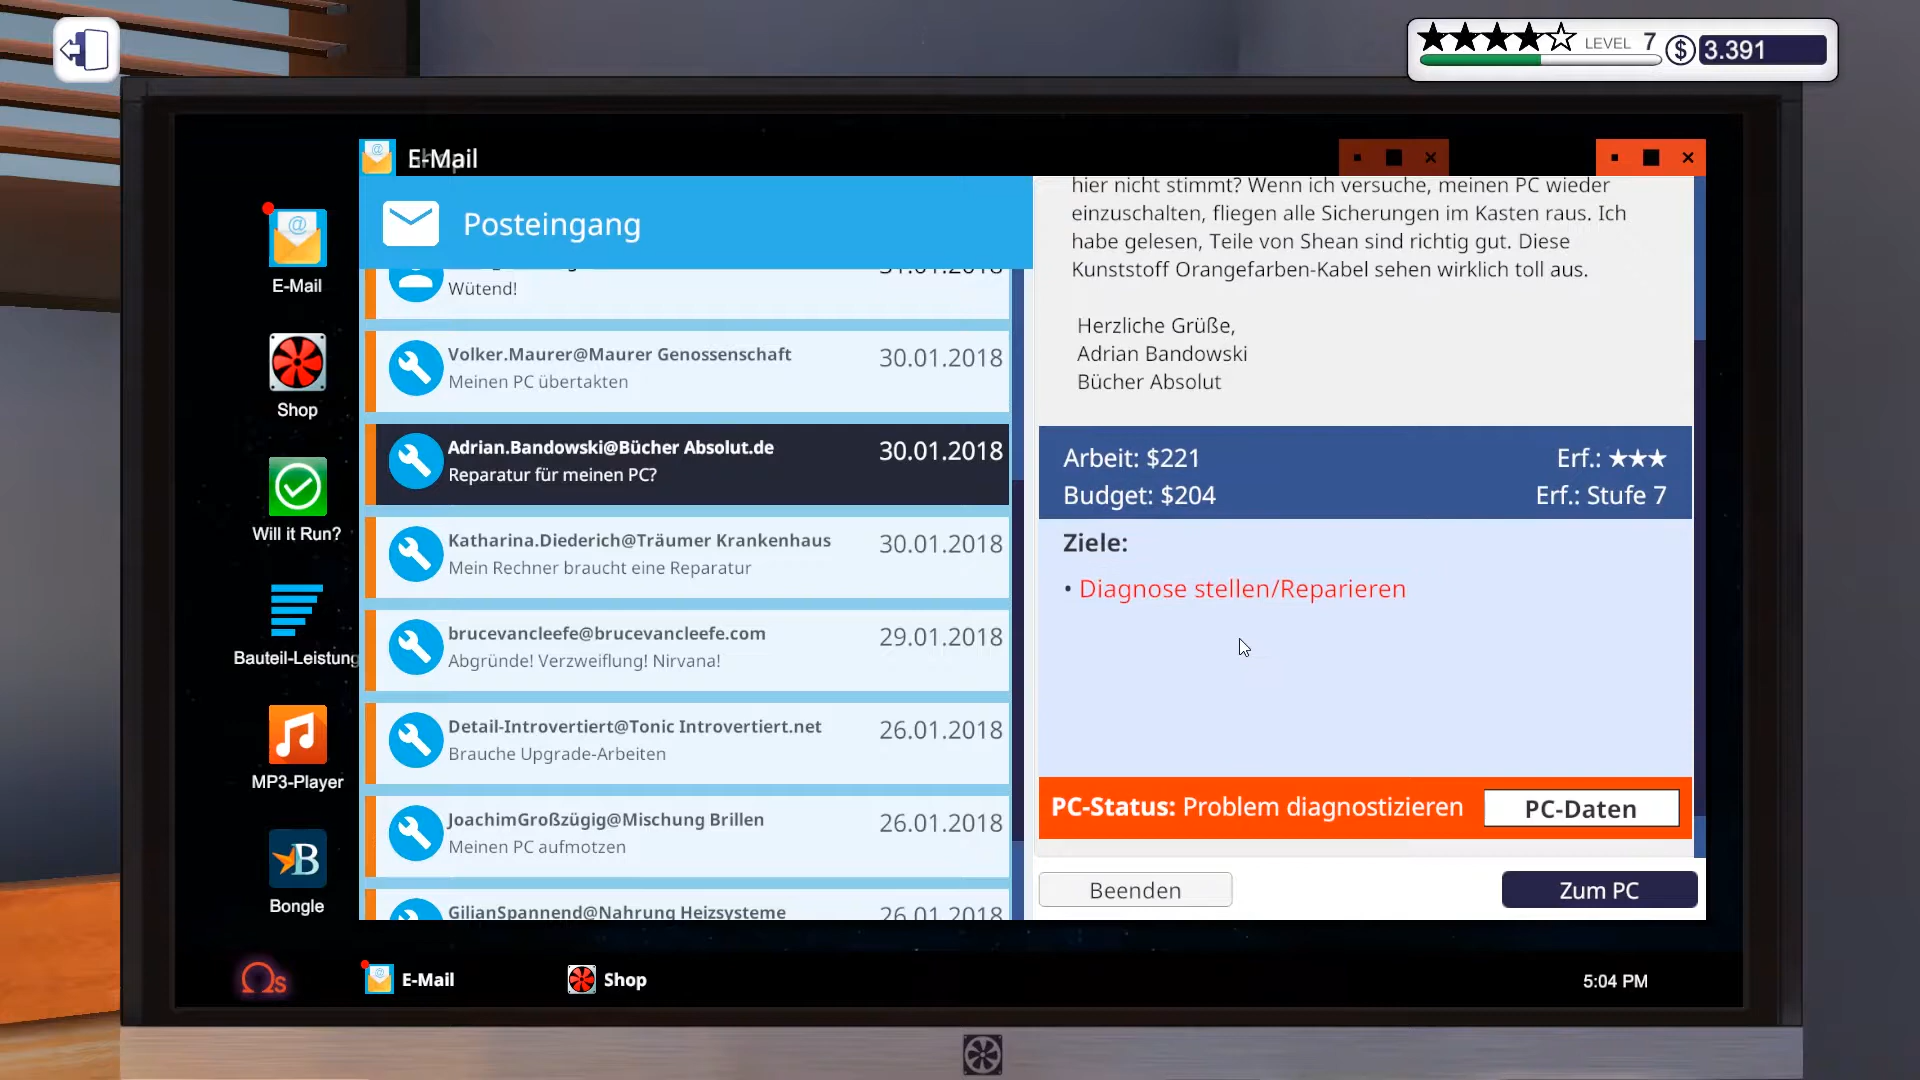 LEVEL 7
3.391
E-Mail
Posteingang
E-Mail
Shop
Will it Run?
Bauteil-Leistung
MP3-Player
Bongle
31.01.2018
Wütend!
Volker.Maurer@Maurer Genossenschaft
30.01.2018
Meinen PC übertakten
Adrian.Bandowski@Bücher Absolut.de
30.01.2018
Reparatur für meinen PC?
Katharina.Diederich@Träumer Krankenhaus
30.01.2018
Mein Rechner braucht eine Reparatur
brucevancleefe@brucevancleefe.com
29.01.2018
Abgründe! Verzweiflung! Nirvana!
Detail-Introvertiert@Tonic Introvertiert.net
26.01.2018
Brauche Upgrade-Arbeiten
JoachimGroßzügig@Mischung Brillen
26.01.2018
Meinen PC aufmotzen
GilianSpannend@Nahrung Heizsysteme
26.01.2018
hier nicht stimmt? Wenn ich versuche, meinen PC wieder
einzuschalten, fliegen alle Sicherungen im Kasten raus. Ich
habe gelesen, Teile von Shean sind richtig gut. Diese
Kunststoff Orangefarben-Kabel sehen wirklich toll aus.
Herzliche Grüße,
Adrian Bandowski
Bücher Absolut
Arbeit: $221
Erf.: ★★★
Budget: $204
Erf.: Stufe 7
Ziele:
• Diagnose stellen/Reparieren
PC-Status: Problem diagnostizieren
PC-Daten
Beenden
Zum PC
Ωs
E-Mail
Shop
5:04 PM